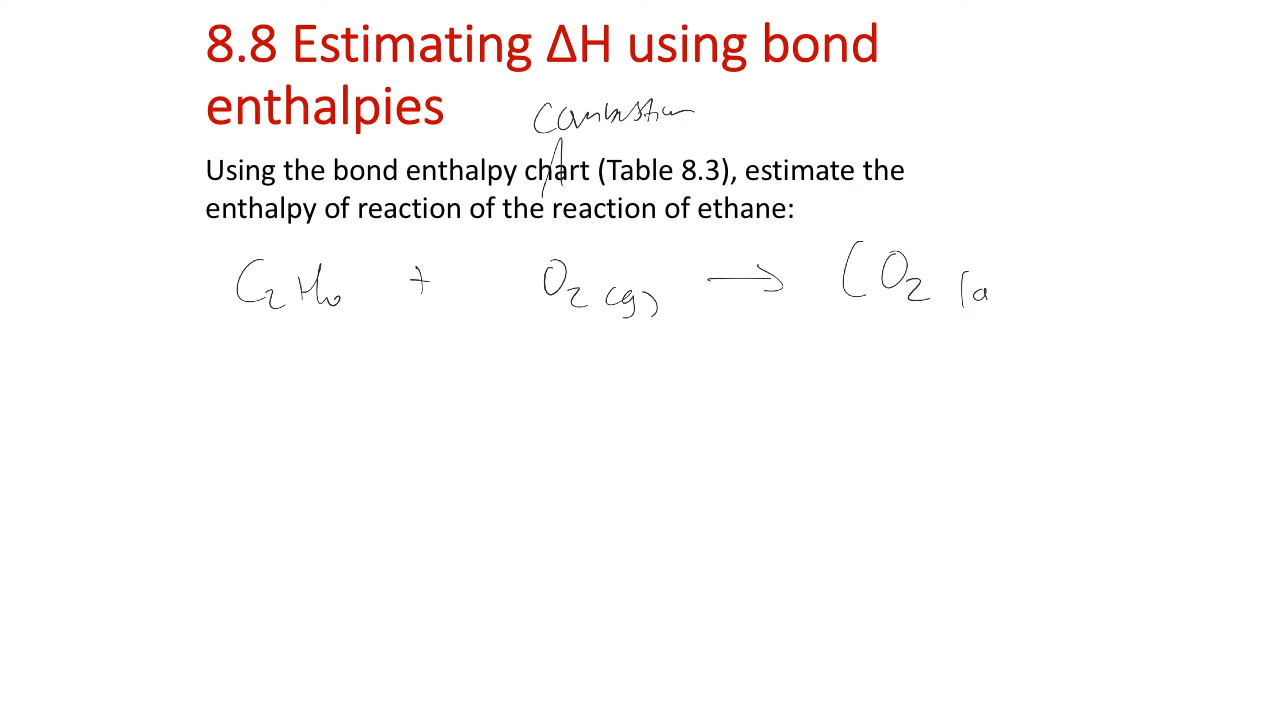 8.8 Estimating ΔH using bond
enthalpies
combustion
Using the bond enthalpy chart (Table 8.3), estimate the
enthalpy of reaction of the reaction of ethane:
C₂H₆ + O₂ (g) → CO₂